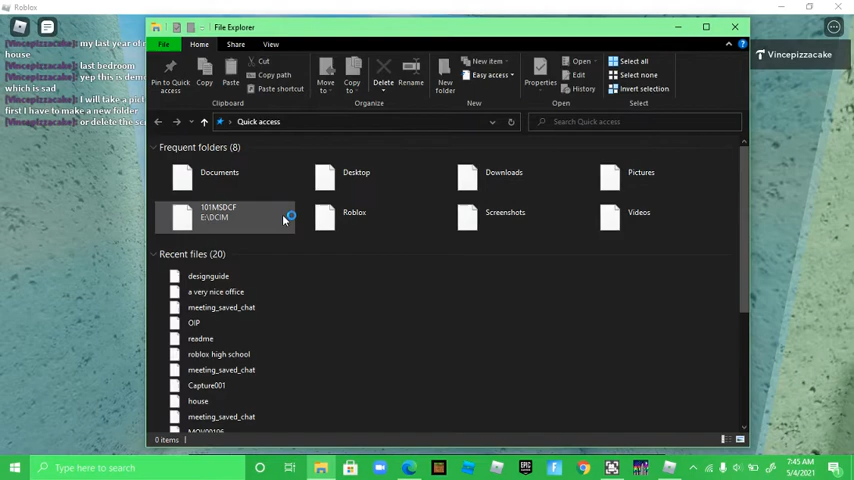 Roblox
[Vincepizzacake]: my last year of m
house
[Vincepizzacake]: last bedroom
[Vincepizzacake]: yep this is demo
which is sad
[Vincepizzacake]: I will take a pict
first I have to make a new folder
[Vincepizzacake]: or delete the sc
Vincepizzacake
File Explorer
File Home Share View
Pin to Quick access
Copy
Paste
Cut
Copy path
Paste shortcut
Move to
Copy to
Delete
Rename
New folder
New item
Easy access
Properties
Open
Edit
History
Select all
Select none
Invert selection
Clipboard Organize New Open Select
Quick access
Search Quick access
Frequent folders (8)
Documents Desktop Downloads Pictures
101MSDCF
E:\DCIM
Roblox Screenshots Videos
Recent files (20)
designguide
a very nice office
meeting_saved_chat
OIP
readme
roblox high school
meeting_saved_chat
Capture001
house
meeting_saved_chat
MOV00106
0 items
Type here to search
EPIC
7:45 AM
5/4/2021